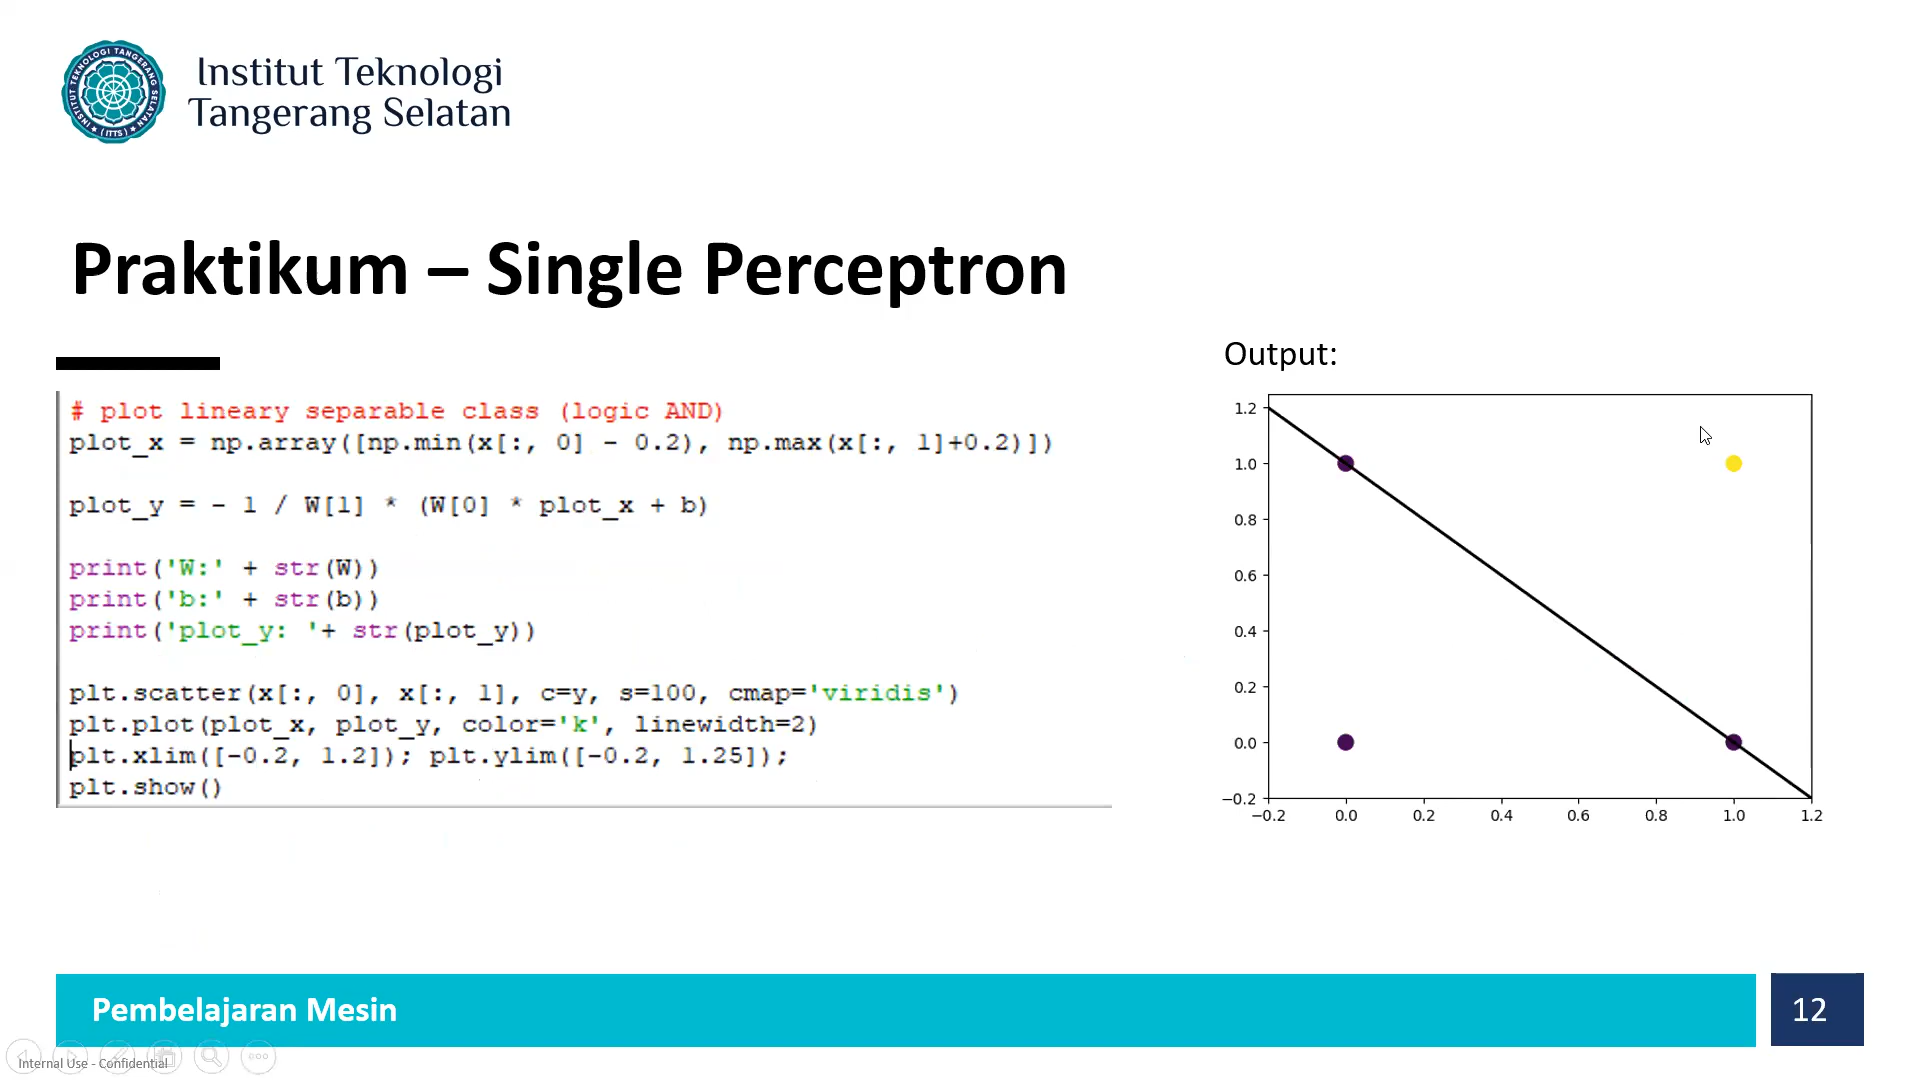 Institut Teknologi
Tangerang Selatan
INSTITUT TEKNOLOGI TANGERANG SELATAN
(ITTS)
Praktikum – Single Perceptron
# plot lineary separable class (logic AND)
plot_x = np.array([np.min(x[:, 0] - 0.2), np.max(x[:, 1]+0.2)])
plot_y = - 1 / W[1] * (W[0] * plot_x + b)
print('W:' + str(W))
print('b:' + str(b))
print('plot_y: '+ str(plot_y))
plt.scatter(x[:, 0], x[:, 1], c=y, s=100, cmap='viridis')
plt.plot(plot_x, plot_y, color='k', linewidth=2)
plt.xlim([-0.2, 1.2]); plt.ylim([-0.2, 1.25]);
plt.show()
Output:
1.2
1.0
0.8
0.6
0.4
0.2
0.0
−0.2
−0.2 0.0 0.2 0.4 0.6 0.8 1.0 1.2
Pembelajaran Mesin
12
Internal Use - Confidential